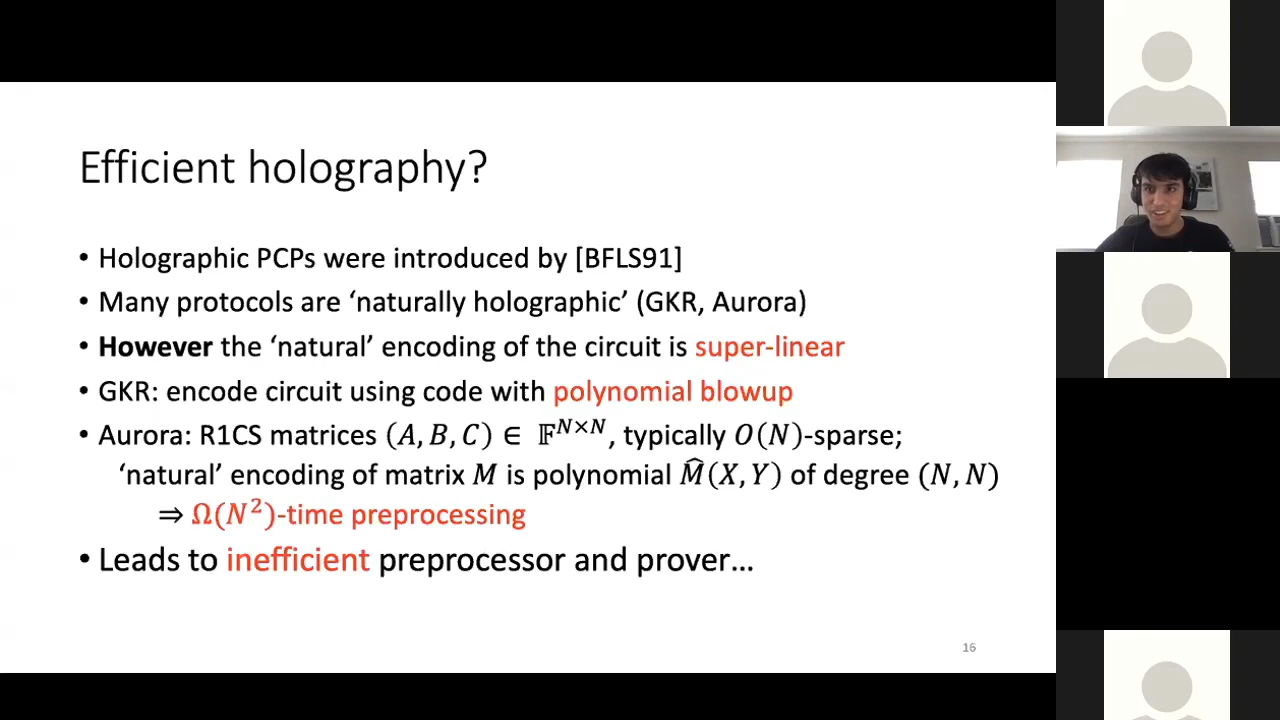 Efficient holography?
• Holographic PCPs were introduced by [BFLS91]
• Many protocols are ‘naturally holographic’ (GKR, Aurora)
• However the ‘natural’ encoding of the circuit is super-linear
• GKR: encode circuit using code with polynomial blowup
• Aurora: R1CS matrices (A, B, C) ∈ 𝔽^{N×N}, typically O(N)-sparse;
‘natural’ encoding of matrix M is polynomial M̂(X, Y) of degree (N, N)
⇒ Ω(N²)-time preprocessing
• Leads to inefficient preprocessor and prover…
16